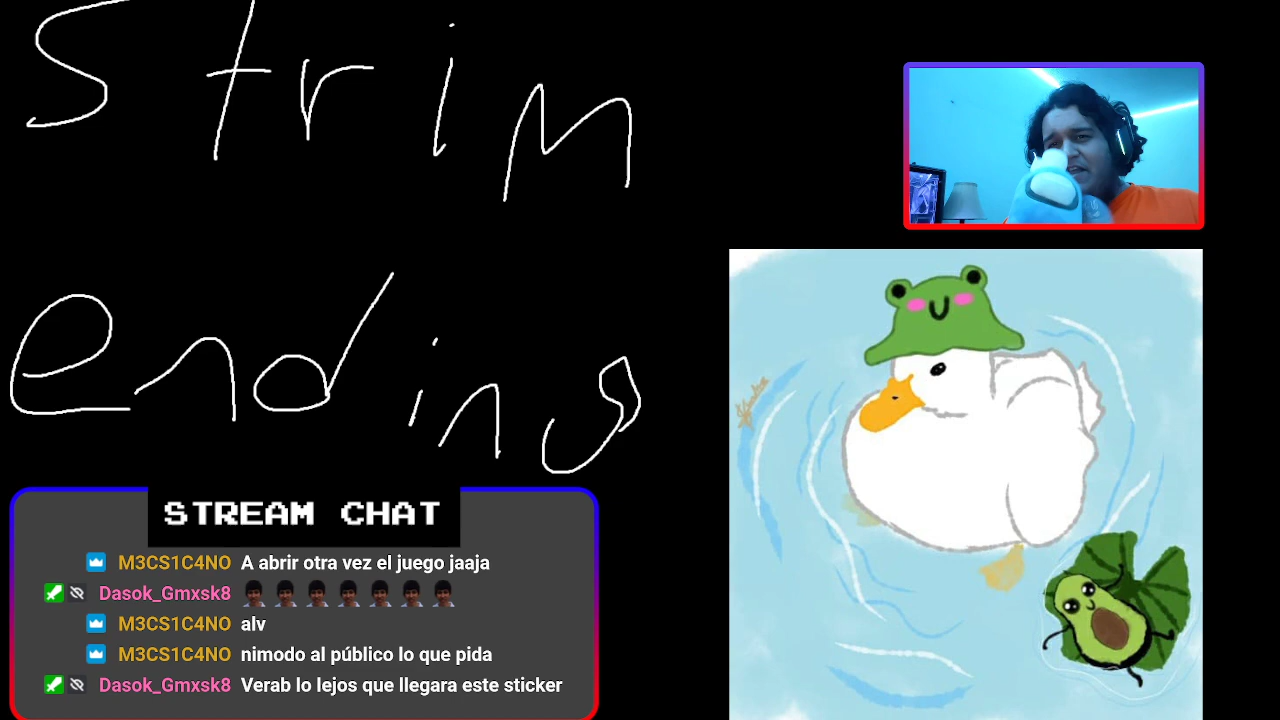 Strim
ending
STREAM CHAT
M3CS1C4NO A abrir otra vez el juego jaaja
Dasok_Gmxsk8
M3CS1C4NO alv
M3CS1C4NO nimodo al público lo que pida
Dasok_Gmxsk8 Verab lo lejos que llegara este sticker